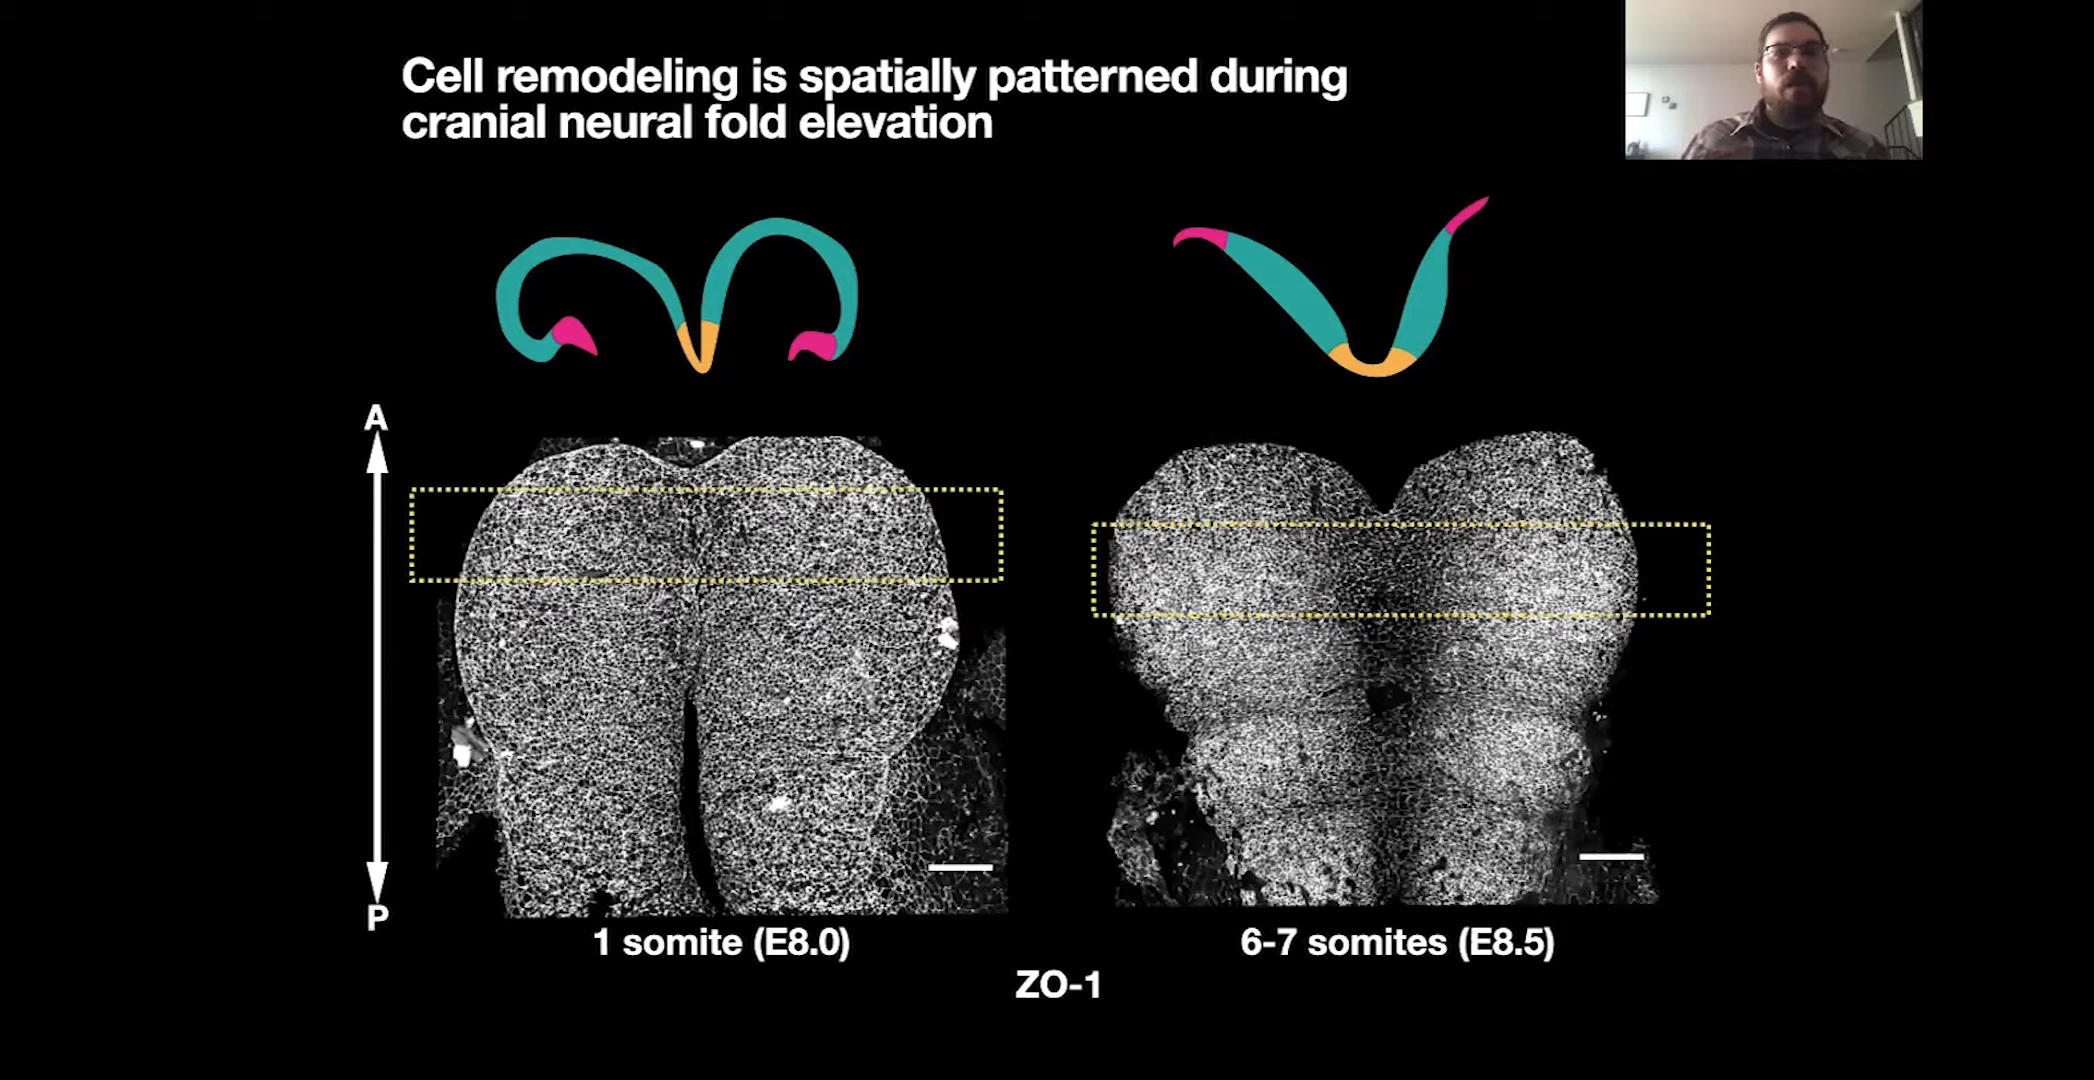 Cell remodeling is spatially patterned during
cranial neural fold elevation
A
P
1 somite (E8.0)
6-7 somites (E8.5)
ZO-1